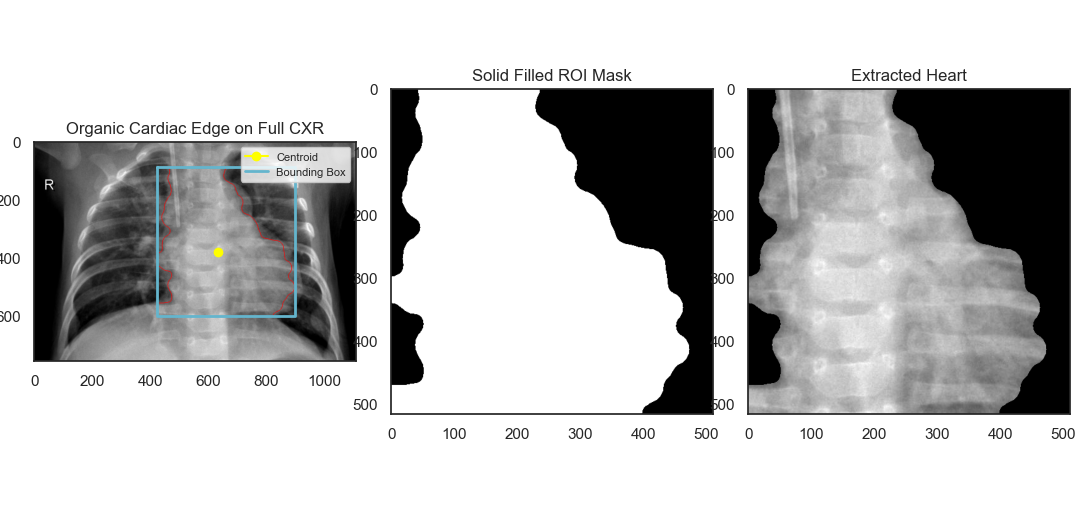 Organic Cardiac Edge on Full CXR
0
200
400
600
R
Centroid
Bounding Box
0 200 400 600 800 1000
Solid Filled ROI Mask
0
100
200
300
400
500
0 100 200 300 400 500
Extracted Heart
0
100
200
300
400
500
0 100 200 300 400 500